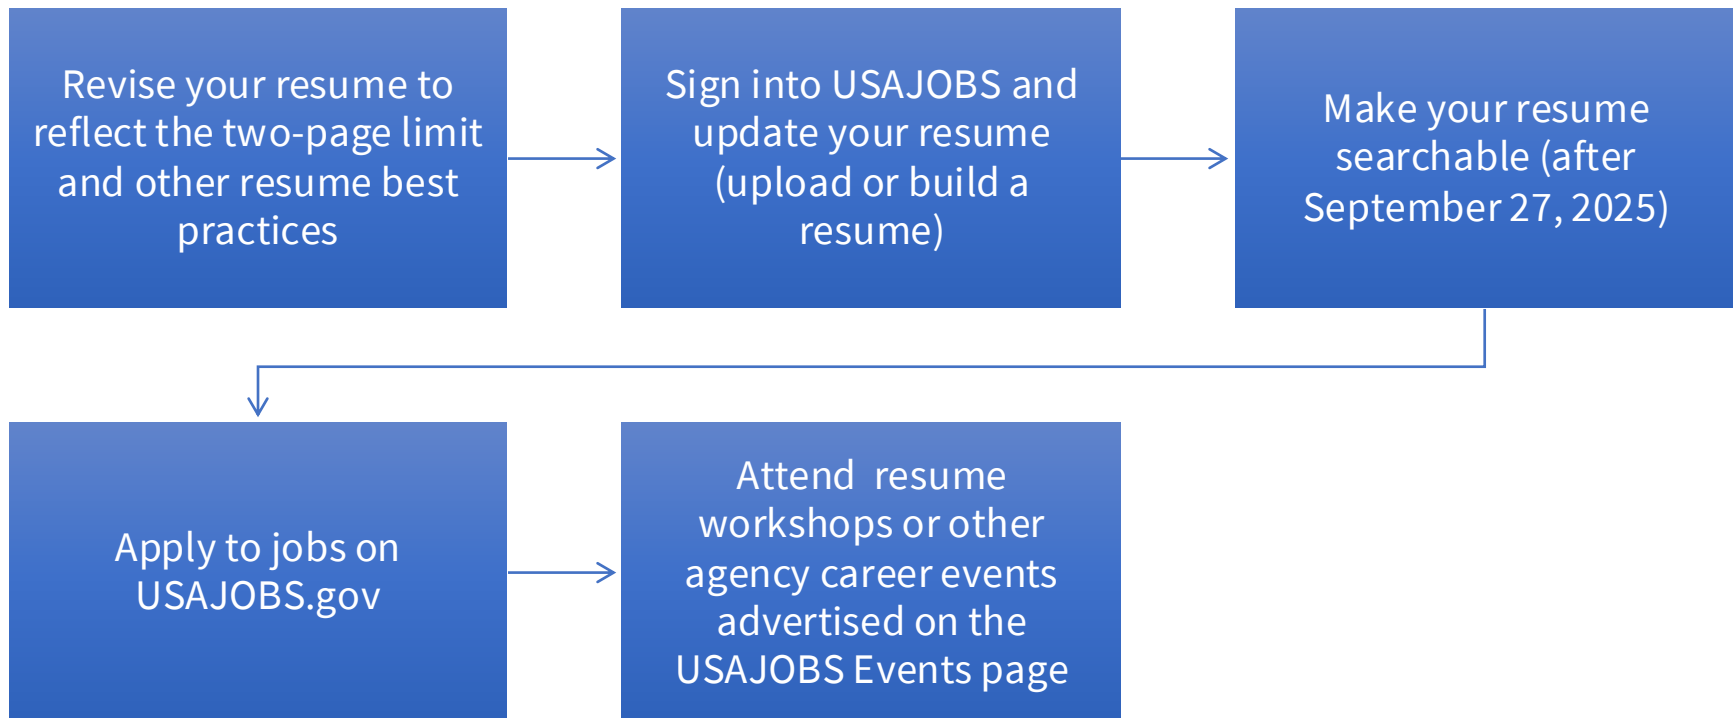 Revise your resume to
reflect the two-page limit
and other resume best
practices
Sign into USAJOBS and
update your resume
(upload or build a
resume)
Make your resume
searchable (after
September 27, 2025)
Apply to jobs on
USAJOBS.gov
Attend  resume
workshops or other
agency career events
advertised on the
USAJOBS Events page